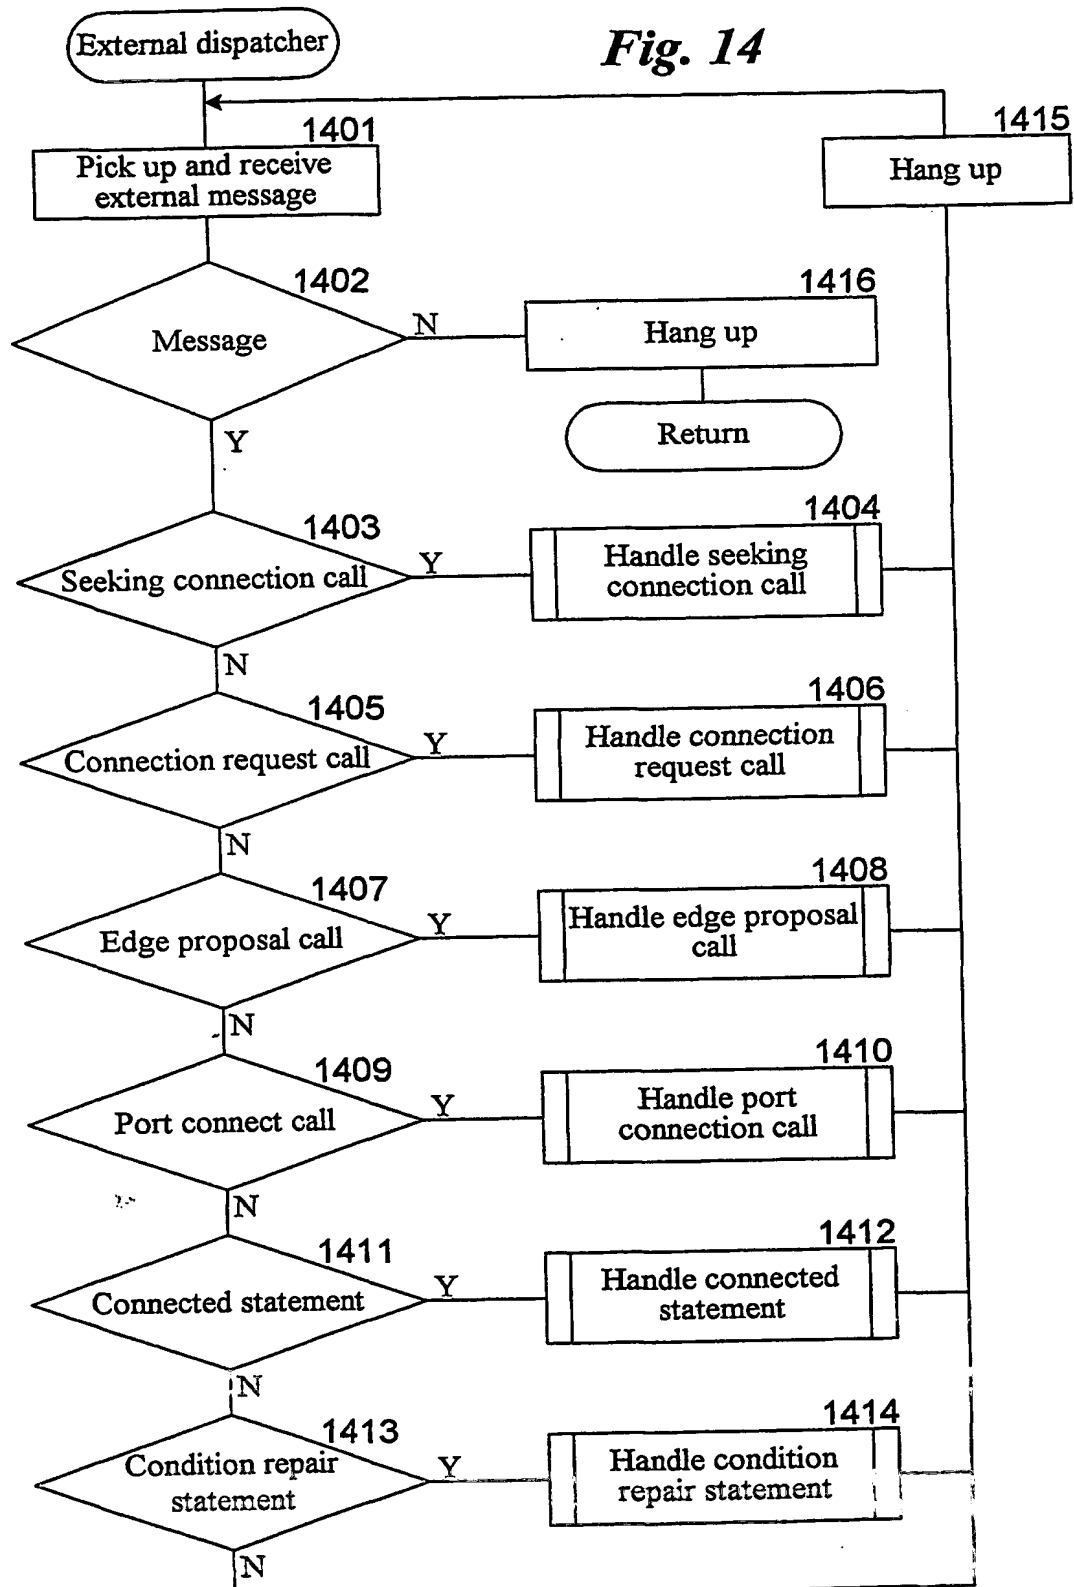 External dispatcher
Fig. 14
1401
Pick up and receive
external message
1415
Hang up
1402
Message
N
1416
Hang up
Return
Y
1403
Seeking connection call
Y
1404
Handle seeking
connection call
N
1405
Connection request call
Y
1406
Handle connection
request call
N
1407
Edge proposal call
Y
1408
Handle edge proposal
call
N
1409
Port connect call
Y
1410
Handle port
connection call
N
1411
Connected statement
Y
1412
Handle connected
statement
N
1413
Condition repair
statement
Y
1414
Handle condition
repair statement
N